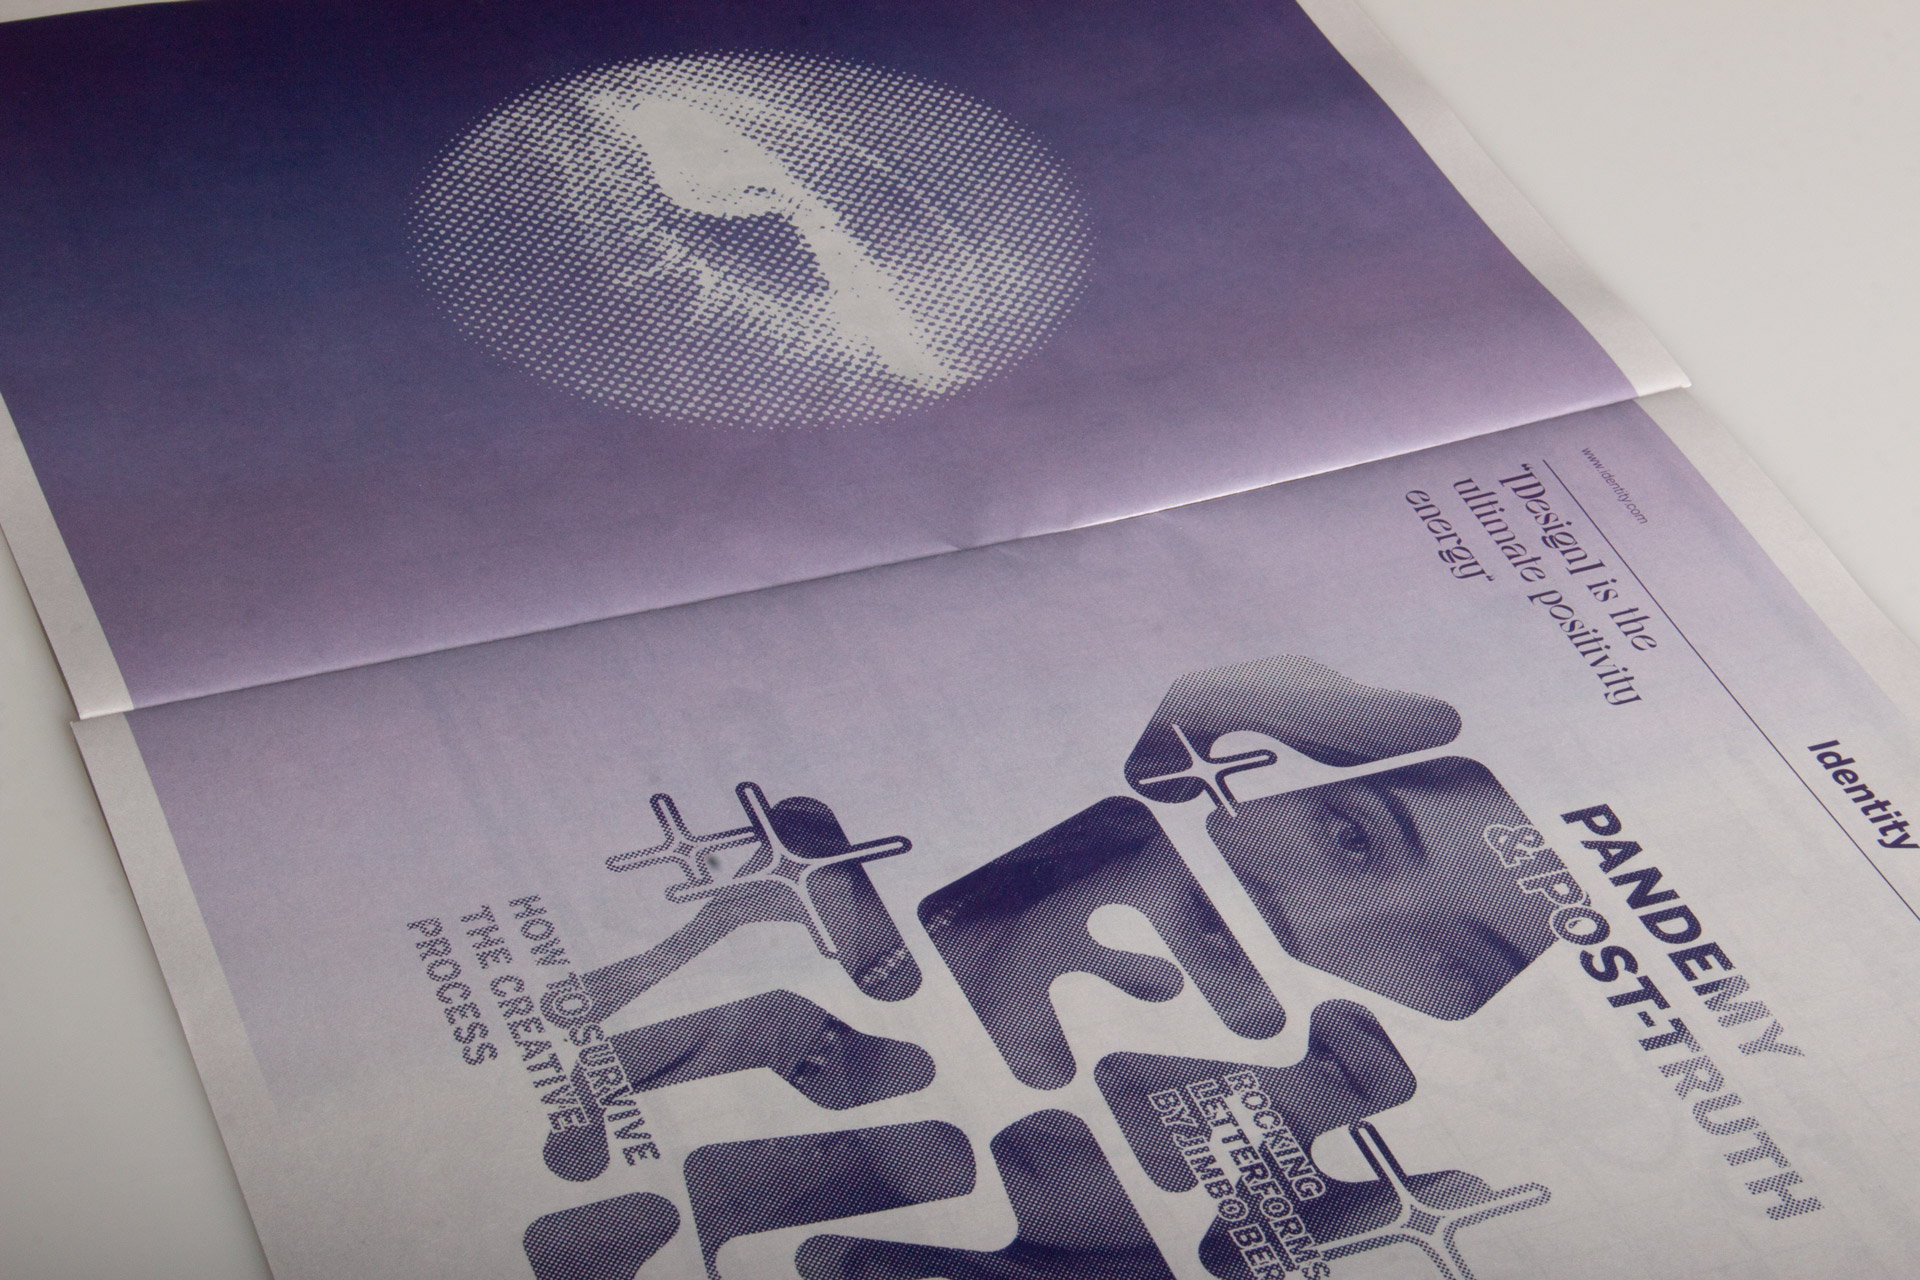 www.identity.com
Identity
"[Design] is the
ultimate positivity
energy"
PANDEMY
& POST-TRUTH
ROCKING
LETTERFORMS
BY JIMBO BER
HOW TO SURVIVE
THE CREATIVE
PROCESS